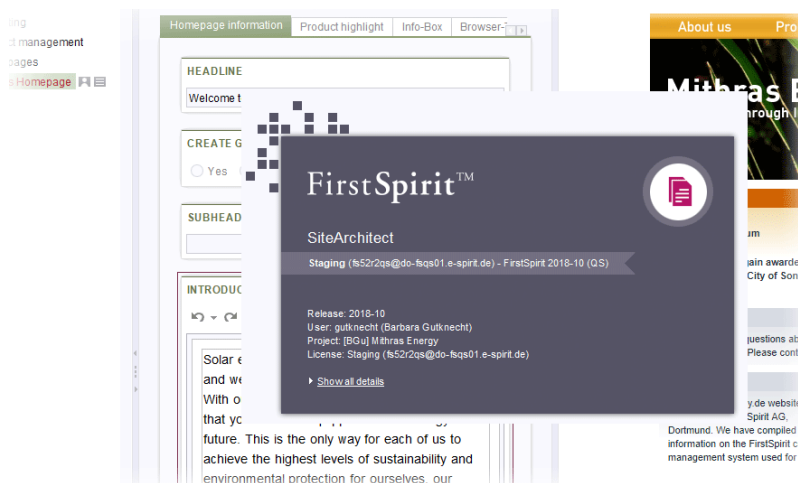 ct management
pages
Homepage
Homepage information
Product highlight
Info-Box
Browser-
HEADLINE
Welcome t
CREATE G
Yes
SUBHEAD
INTRODUC
Solar e
and we
With o
that yo
future. This is the only way for each of us to
achieve the highest levels of sustainability and
environmental protection for ourselves, our
FirstSpirit™
SiteArchitect
Staging (fs52r2qs@do-fsqs01.e-spirit.de) - FirstSpirit 2018-10 (QS)
Release: 2018-10
User: gutknecht (Barbara Gutknecht)
Project: [BGu] Mithras Energy
License: Staging (fs52r2qs@do-fsqs01.e-spirit.de)
Show all details
About us
Pro
Mithras E
hrough I
um
gain awarde
City of Son
questions ab
Please cont
y.de website
Spirit AG,
Dortmund. We have compiled
information on the FirstSpirit c
management system used for